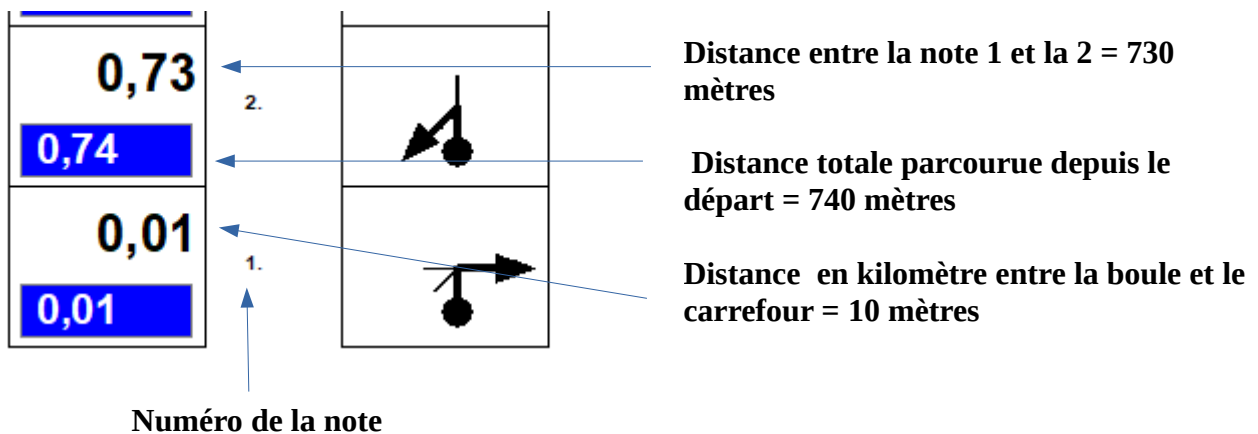 0,73
2.
0,74
Distance entre la note 1 et la 2 = 730
mètres
Distance totale parcourue depuis le
départ = 740 mètres
0,01
1.
0,01
Distance en kilomètre entre la boule et le
carrefour = 10 mètres
Numéro de la note